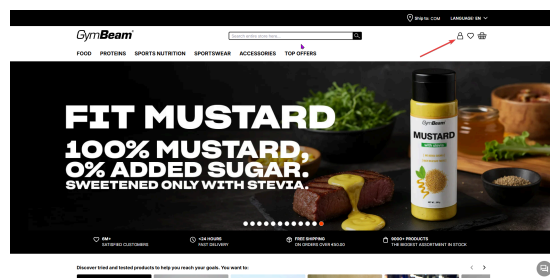 Ship to: COM LANGUAGE: EN
GymBeam
Search entire store here...
FOOD PROTEINS SPORTS NUTRITION SPORTSWEAR ACCESSORIES TOP OFFERS
FIT MUSTARD
100% MUSTARD,
0% ADDED SUGAR.
SWEETENED ONLY WITH STEVIA.
GymBeam
MUSTARD
6M+
SATISFIED CUSTOMERS
<24 HOURS
FAST DELIVERY
FREE SHIPPING
ON ORDERS OVER €50.00
9000+ PRODUCTS
THE BIGGEST ASSORTMENT IN STOCK
Discover tried and tested products to help you reach your goals. You want to: